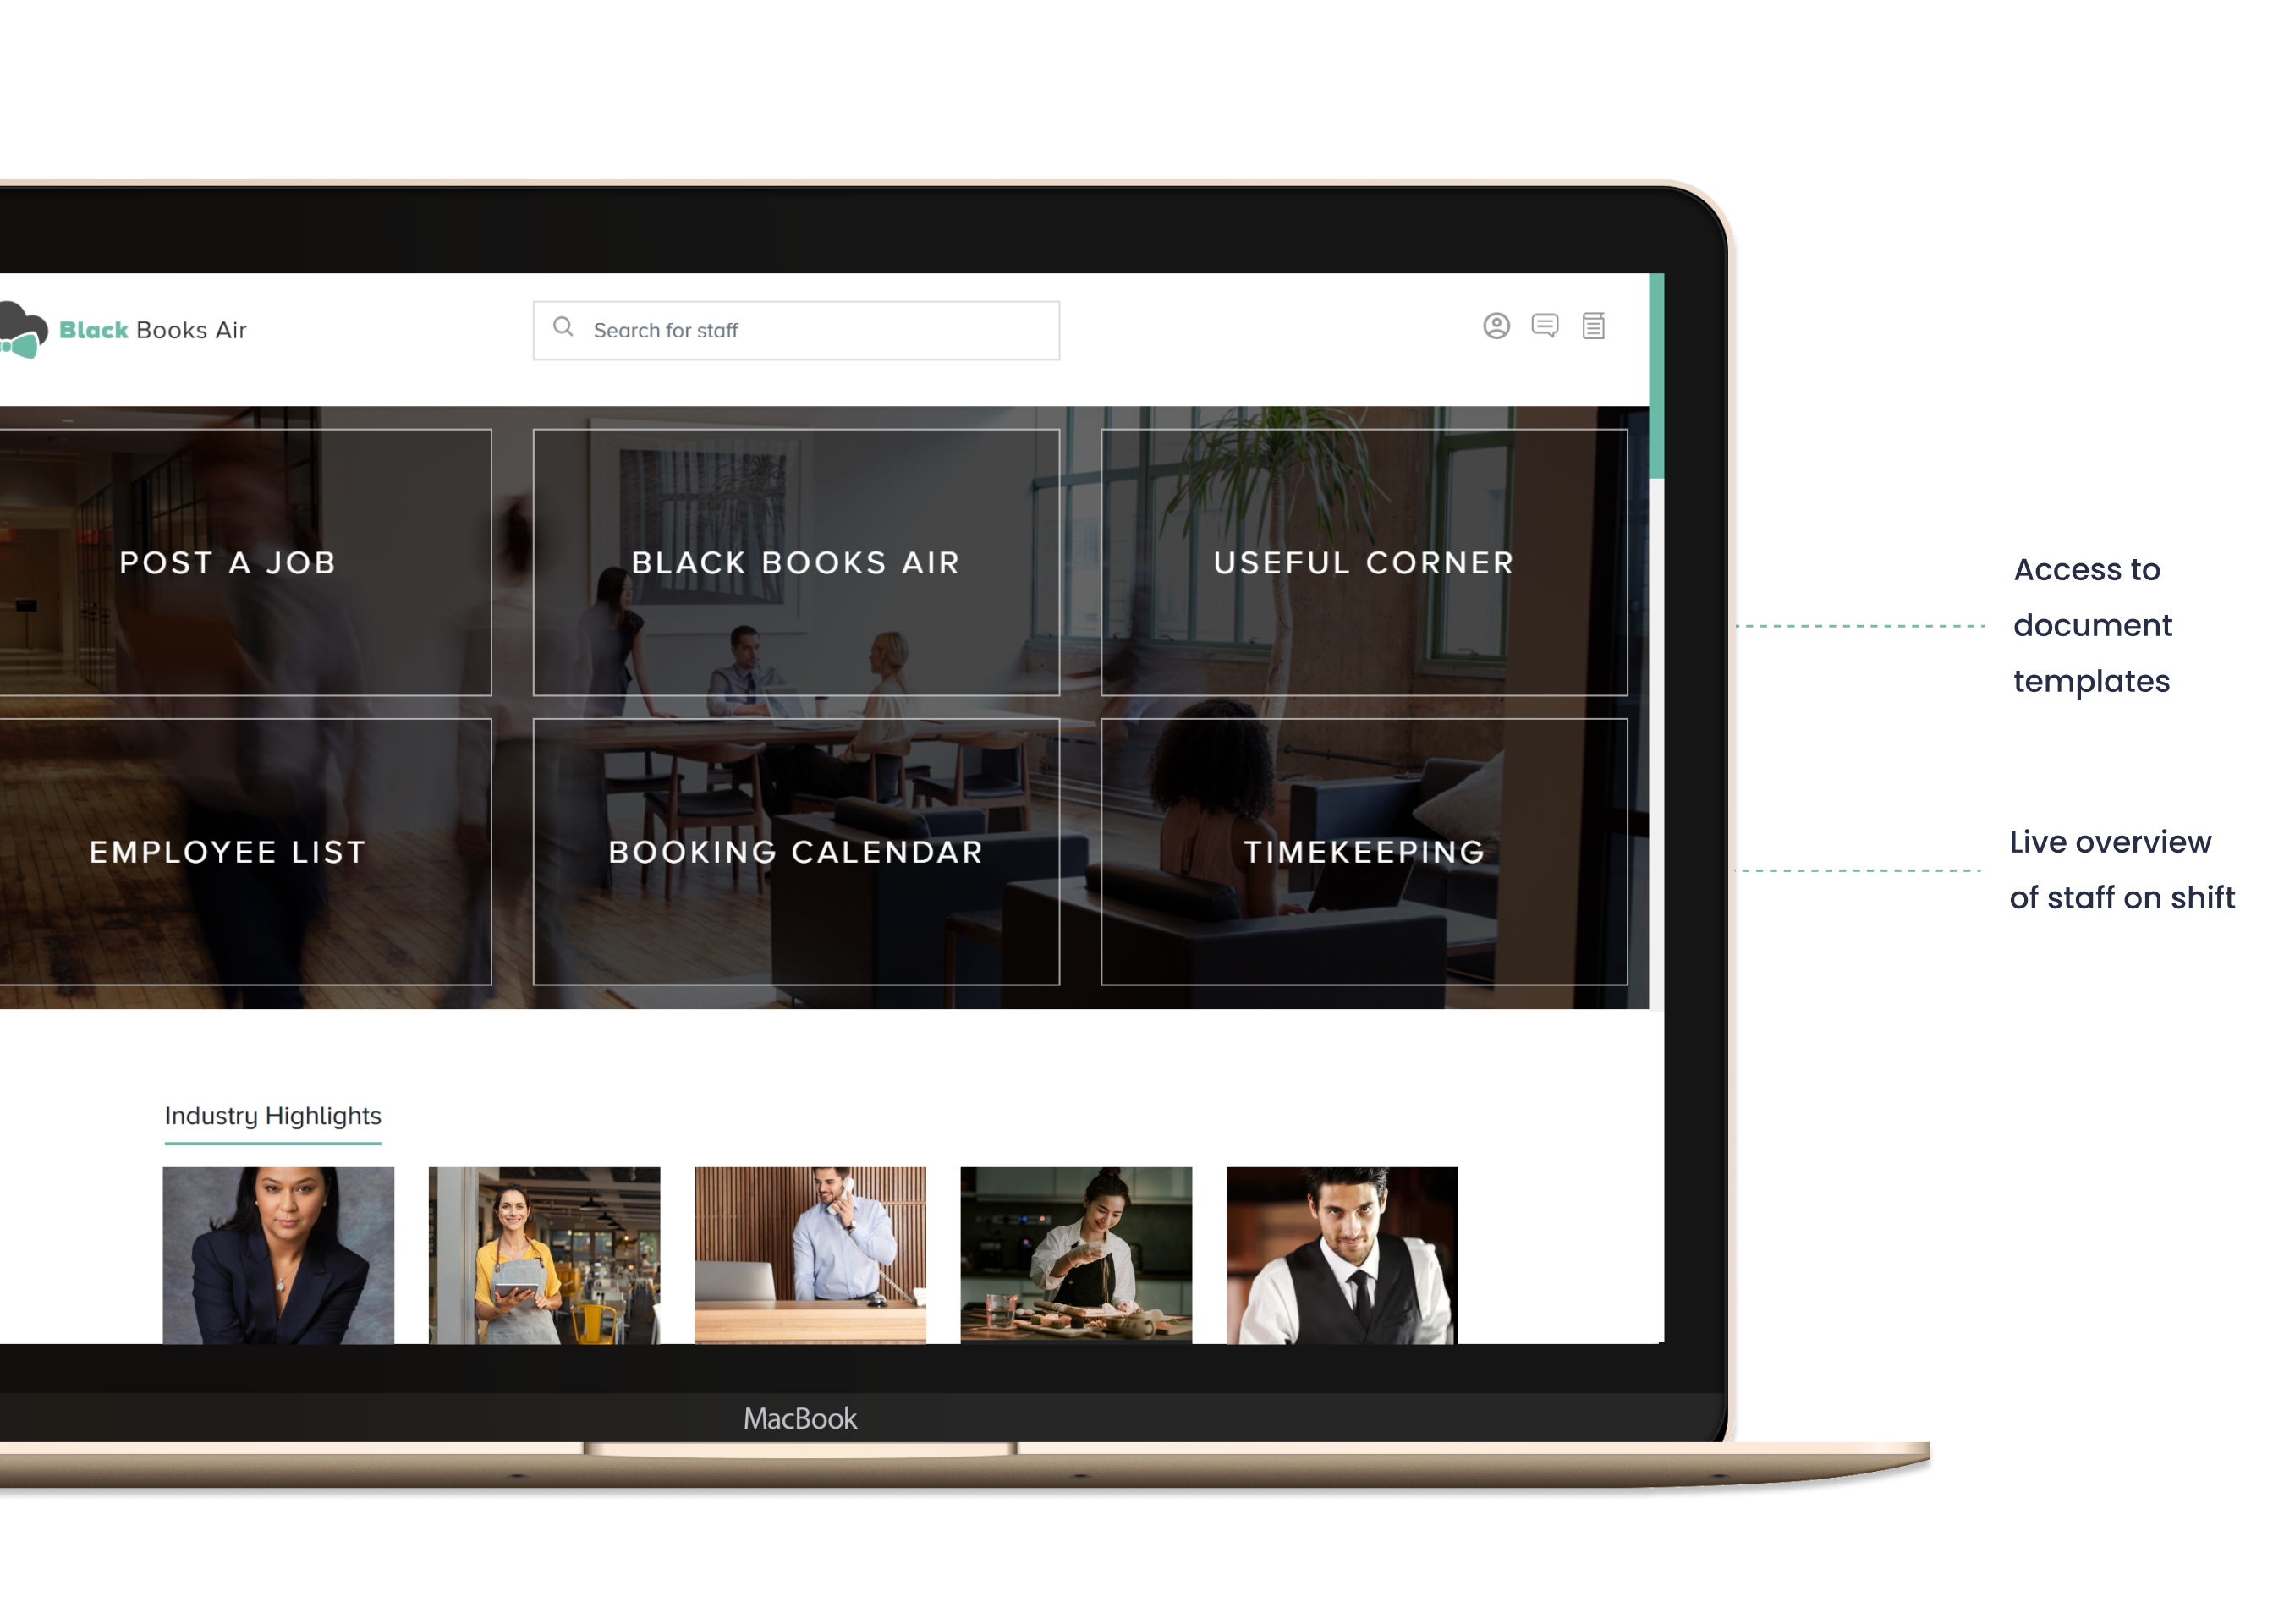 Black Books Air
Search for staff
POST A JOB
BLACK BOOKS AIR
USEFUL CORNER
Access to
document
templates
EMPLOYEE LIST
BOOKING CALENDAR
TIMEKEEPING
Live overview
of staff on shift
Industry Highlights
MacBook